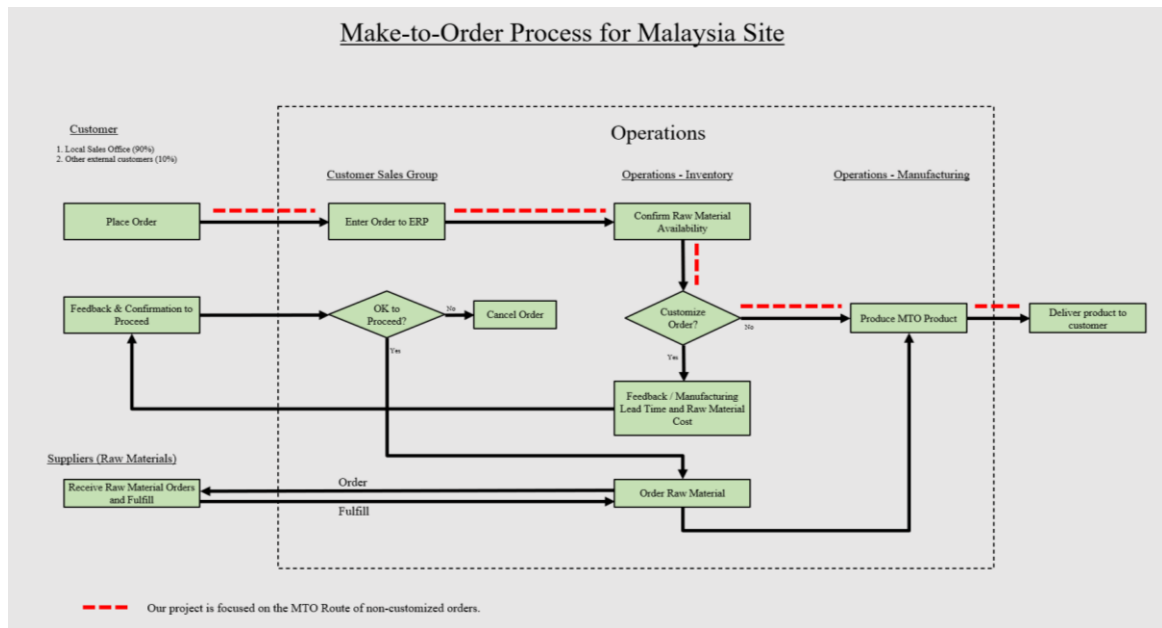 Make-to-Order Process for Malaysia Site
Customer
1. Local Sales Office (90%)
2. Other external customers (10%)
Operations
Customer Sales Group
Operations - Inventory
Operations - Manufacturing
Place Order
Enter Order to ERP
Confirm Raw Material
Availability
Feedback & Confirmation to
Proceed
OK to
Proceed?
No
Cancel Order
Customize
Order?
No
Produce MTO Product
Deliver product to
customer
Yes
Yes
Feedback / Manufacturing
Lead Time and Raw Material
Cost
Suppliers (Raw Materials)
Receive Raw Material Orders
and Fulfill
Order
Fulfill
Order Raw Material
Our project is focused on the MTO Route of non-customized orders.